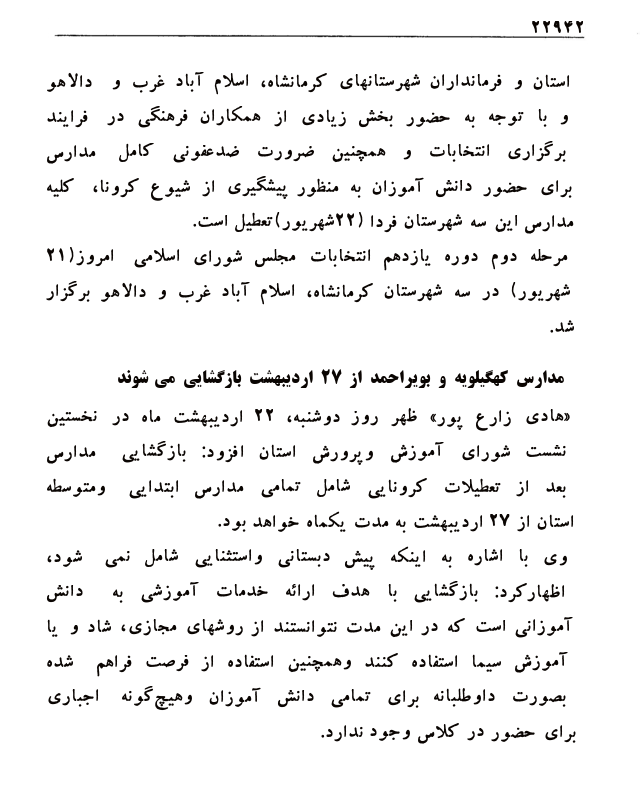 ۲۲۹۴۲
استان و فرمانداران شهرستانهای کرمانشاه، اسلام آباد غرب و دالاهو
و با توجه به حضور بخش زیادی از همکاران فرهنگی در فرایند
برگزاری انتخابات و همچنین ضرورت ضدعفونی کامل مدارس
برای حضور دانش آموزان به منظور پیشگیری از شیوع کرونا، کلیه
مدارس این سه شهرستان فردا (۲۲شهریور)تعطیل است.
مرحله دوم دوره یازدهم انتخابات مجلس شورای اسلامی امروز(۲۱
شهریور) در سه شهرستان کرمانشاه، اسلام آباد غرب و دالاهو برگزار
شد.
مدارس کهگیلویه و بویراحمد از ۲۷ اردیبهشت بازگشایی می شوند
«هادی زارع پور» ظهر روز دوشنبه، ۲۲ اردیبهشت ماه در نخستین
نشست شورای آموزش وپرورش استان افزود: بازگشایی مدارس
بعد از تعطیلات کرونایی شامل تمامی مدارس ابتدایی ومتوسطه
استان از ۲۷ اردیبهشت به مدت یکماه خواهد بود.
وی با اشاره به اینکه پیش دبستانی واستثنایی شامل نمی شود،
اظهارکرد: بازگشایی با هدف ارائه خدمات آموزشی به دانش
آموزانی است که در این مدت نتوانستند از روشهای مجازی، شاد و یا
آموزش سیما استفاده کنند وهمچنین استفاده از فرصت فراهم شده
بصورت داوطلبانه برای تمامی دانش آموزان وهیچ‌گونه اجباری
برای حضور در کلاس وجود ندارد.